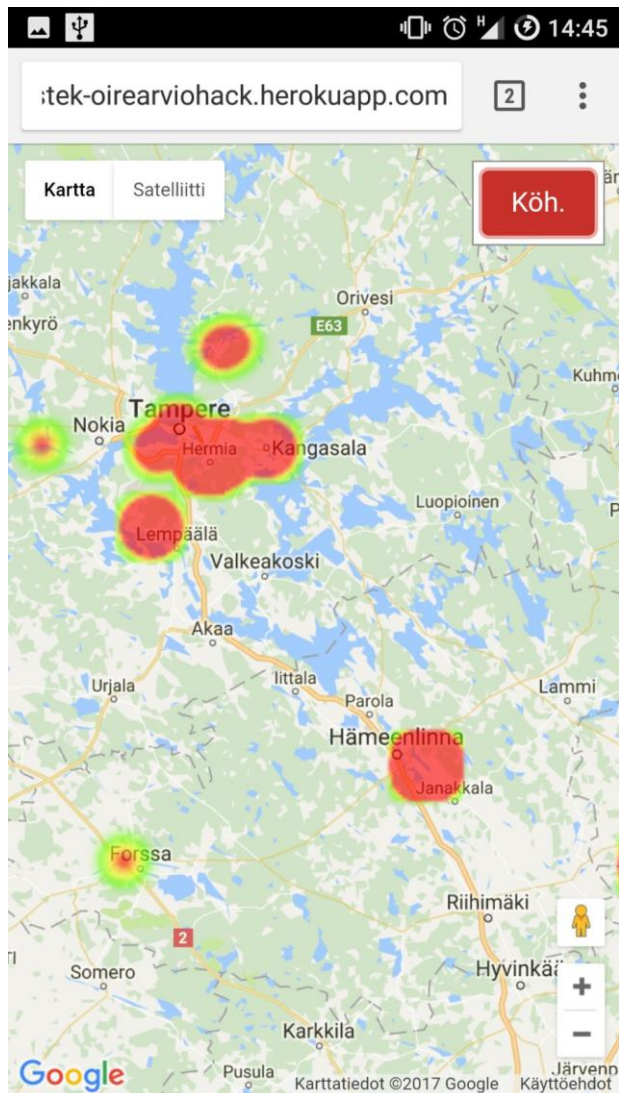 H 14:45
:stek-oirearviohack.herokuapp.com 2
Kartta Satelliitti
Köh.
jakkala
Orivesi
enkyrö
E63
Kuhm
Tampere
Nokia
Hermia
Kangasala
Luopioinen
Lempäälä
Valkeakoski
Akaa
Iittala
Urjala
Lammi
Parola
Hämeenlinna
Janakkala
Forssa
Riihimäki
2
Somero
Hyvinkää
+
−
Karkkila
Google
Pusula
Järvenp
Karttatiedot ©2017 Google Käyttöehdot